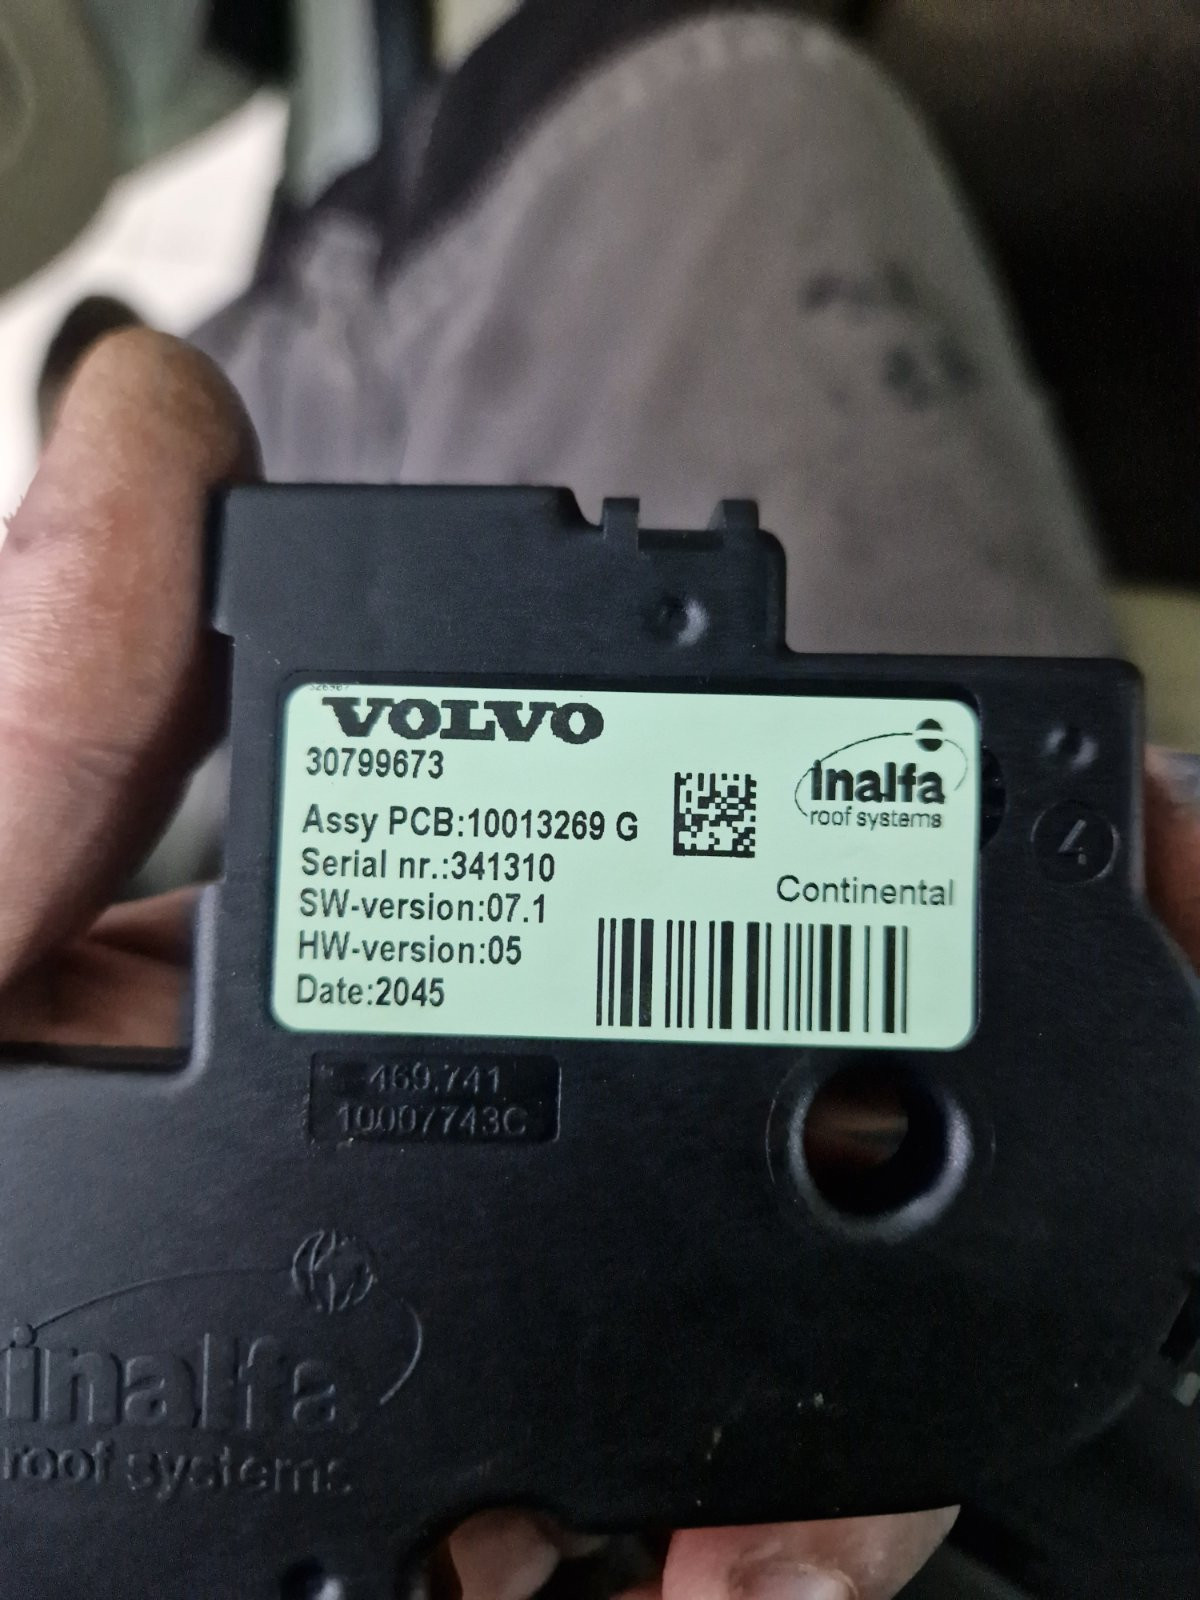 VOLVO
30799673
Assy PCB:10013269 G
Serial nr.:341310
SW-version:07.1
HW-version:05
Date:2045
Inalfa
roof systems
Continental
4
469.741
10007743C
inalfa
roof systems